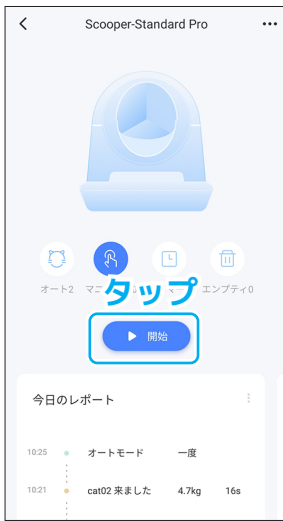 Scooper-Standard Pro
オート2
エンプティ0
タップ
開始
今日のレポート
10:25 オートモード 一度
10:21 cat02 来ました 4.7kg 16s